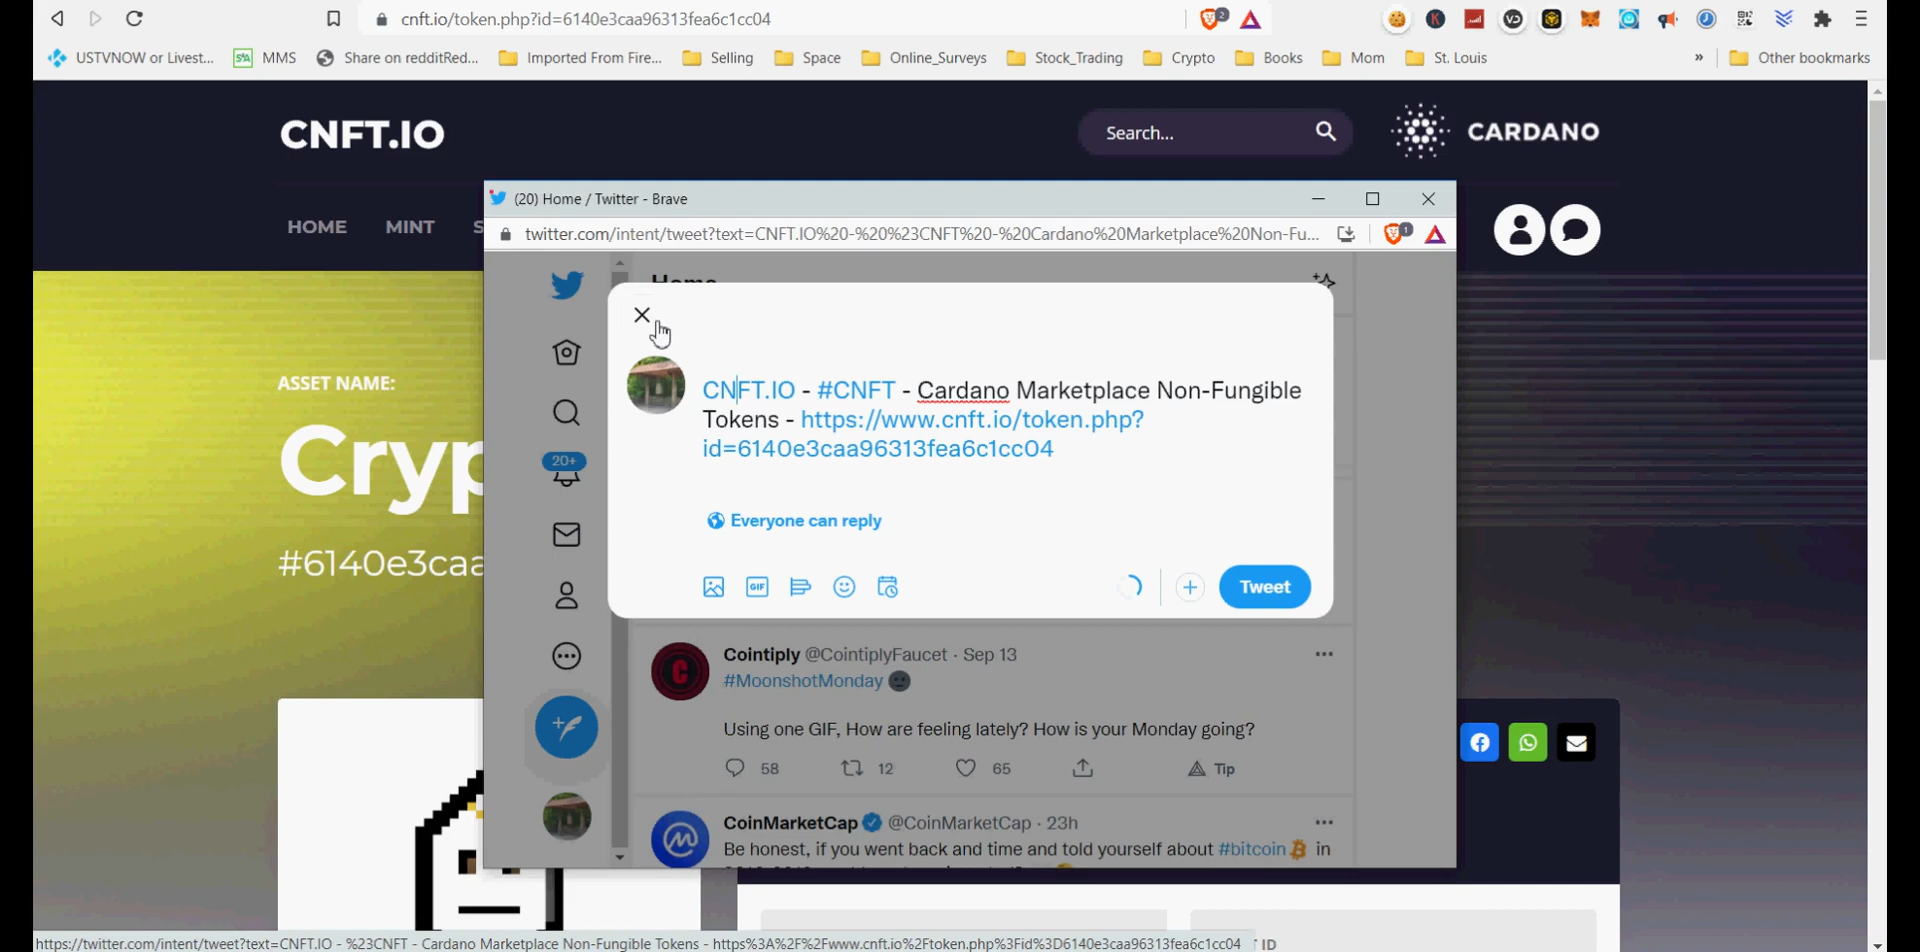 cnft.io/token.php?id=6140e3caa96313fea6c1cc04
2
USTVNOW or Livest...
MMS
Share on redditRed...
Imported From Fire...
Selling
Space
Online_Surveys
Stock_Trading
Crypto
Books
Mom
St. Louis
»
Other bookmarks
CNFT.IO
Search...
CARDANO
HOME
MINT
S
(20) Home / Twitter - Brave
twitter.com/intent/tweet?text=CNFT.IO%20-%20%23CNFT%20-%20Cardano%20Marketplace%20Non-Fu...
1
Home
CNFT.IO - #CNFT - Cardano Marketplace Non-Fungible
Tokens - https://www.cnft.io/token.php?
id=6140e3caa96313fea6c1cc04
Everyone can reply
GIF
Tweet
20+
ASSET NAME:
Cryp
#6140e3caa
Cointiply @CointiplyFaucet · Sep 13
#MoonshotMonday
Using one GIF, How are feeling lately? How is your Monday going?
58
12
65
Tip
CoinMarketCap @CoinMarketCap · 23h
Be honest, if you went back and time and told yourself about #bitcoin in
https://twitter.com/intent/tweet?text=CNFT.IO - %23CNFT - Cardano Marketplace Non-Fungible Tokens - https%3A%2F%2Fwww.cnft.io%2Ftoken.php%3Fid%3D6140e3caa96313fea6c1cc04
ID